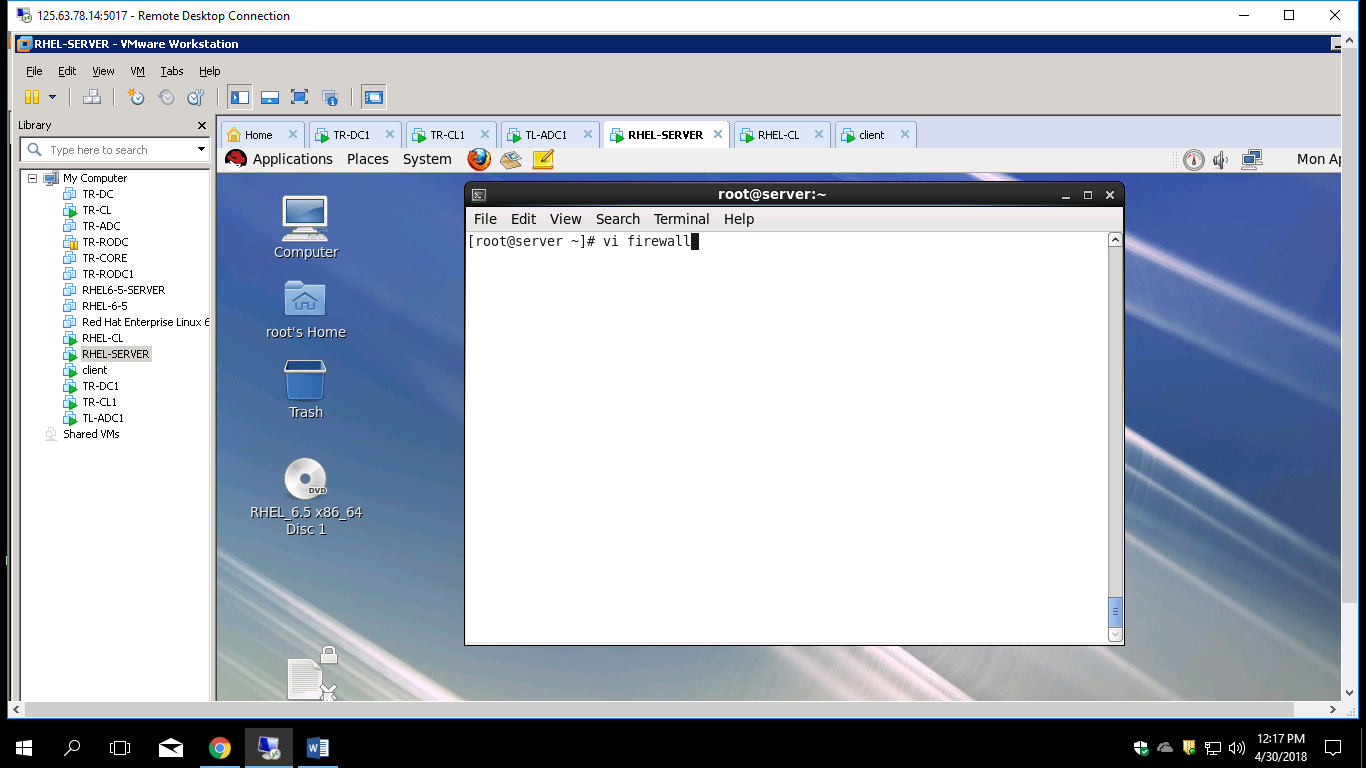 125.63.78.14:5017 - Remote Desktop Connection
RHEL-SERVER - VMware Workstation
File Edit View VM Tabs Help
Library
Type here to search
My Computer
TR-DC
TR-CL
TR-ADC
TR-RODC
TR-CORE
TR-RODC1
RHEL6-5-SERVER
RHEL-6-5
Red Hat Enterprise Linux 6
RHEL-CL
RHEL-SERVER
client
TR-DC1
TR-CL1
TL-ADC1
Shared VMs
Home TR-DC1 TR-CL1 TL-ADC1 RHEL-SERVER RHEL-CL client
Applications Places System Mon Ap
Computer
root's Home
Trash
DVD
RHEL_6.5 x86_64
Disc 1
root@server:~
File Edit View Search Terminal Help
[root@server ~]# vi firewall
12:17 PM
4/30/2018